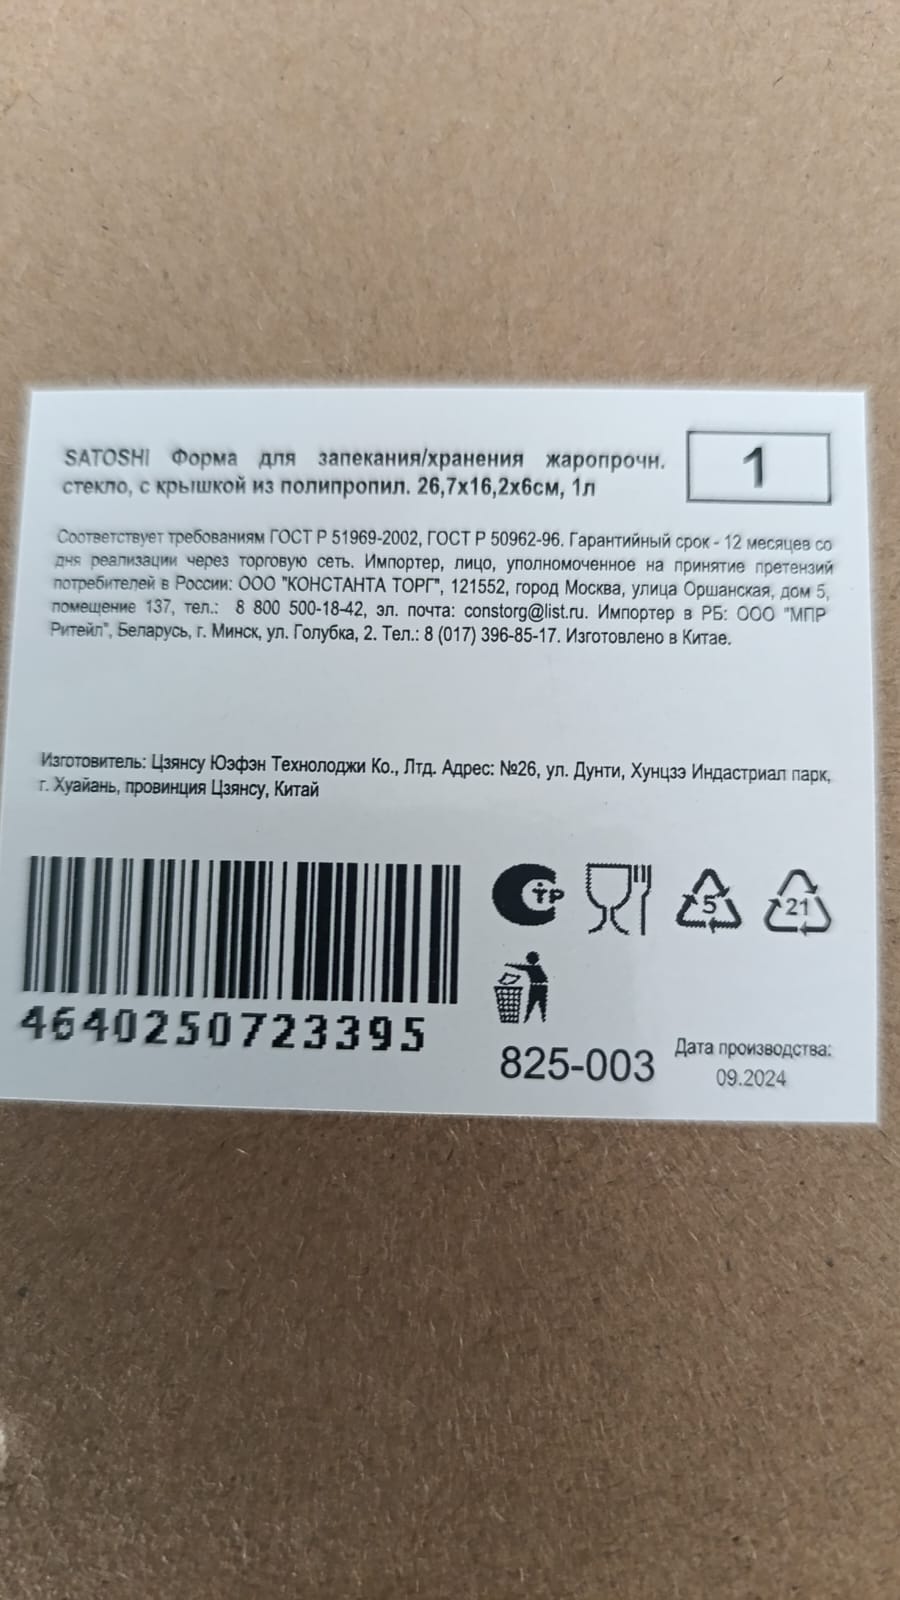 SATOSHI Форма для запекания/хранения жаропрочн.
стекло, с крышкой из полипропил. 26,7х16,2х6см, 1л
1
Соответствует требованиям ГОСТ Р 51969-2002, ГОСТ Р 50962-96. Гарантийный срок - 12 месяцев со
дня реализации через торговую сеть. Импортер, лицо, уполномоченное на принятие претензий
потребителей в России: ООО "КОНСТАНТА ТОРГ", 121552, город Москва, улица Оршанская, дом 5,
помещение 137, тел.: 8 800 500-18-42, эл. почта: constorg@list.ru. Импортер в РБ: ООО "МПР
Ритейл", Беларусь, г. Минск, ул. Голубка, 2. Тел.: 8 (017) 396-85-17. Изготовлено в Китае.
Изготовитель: Цзянсу Юэфэн Технолоджи Ко., Лтд. Адрес: №26, ул. Дунти, Хунцзэ Индастриал парк,
г. Хуайань, провинция Цзянсу, Китай
СТР
5
21
4640250723395
825-003
Дата производства:
09.2024